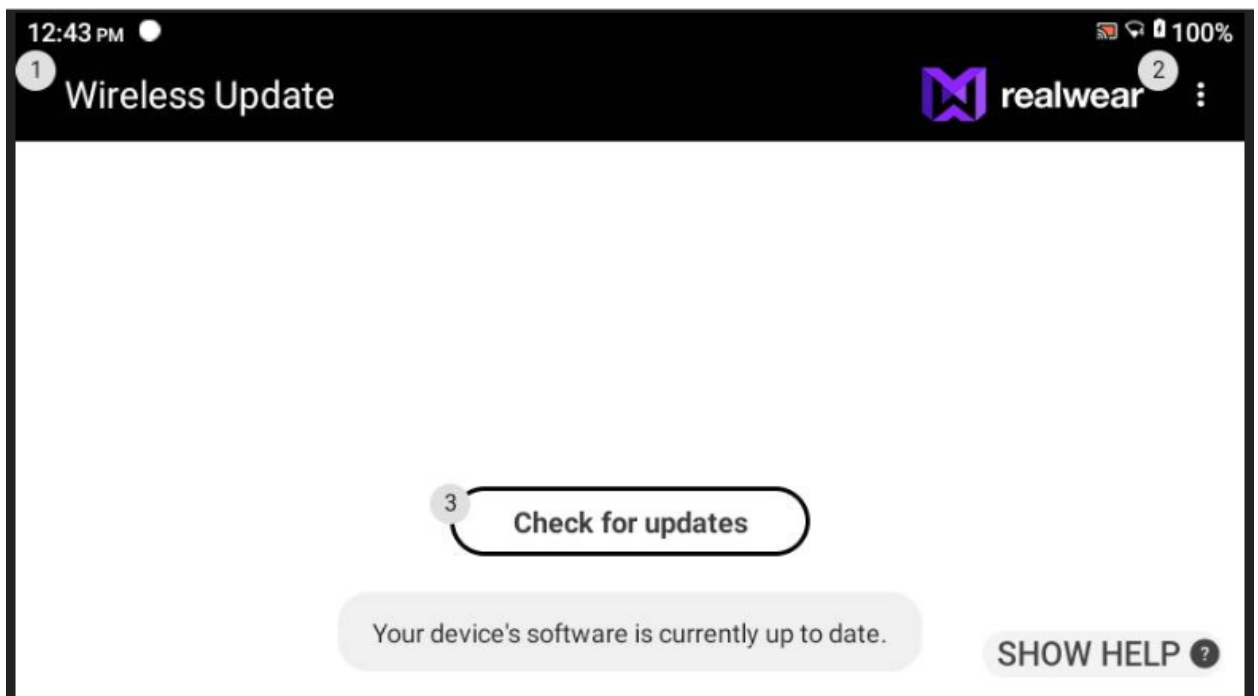 12:43 PM 100%
1 Wireless Update realwear 2
3 Check for updates
Your device's software is currently up to date.
SHOW HELP ?